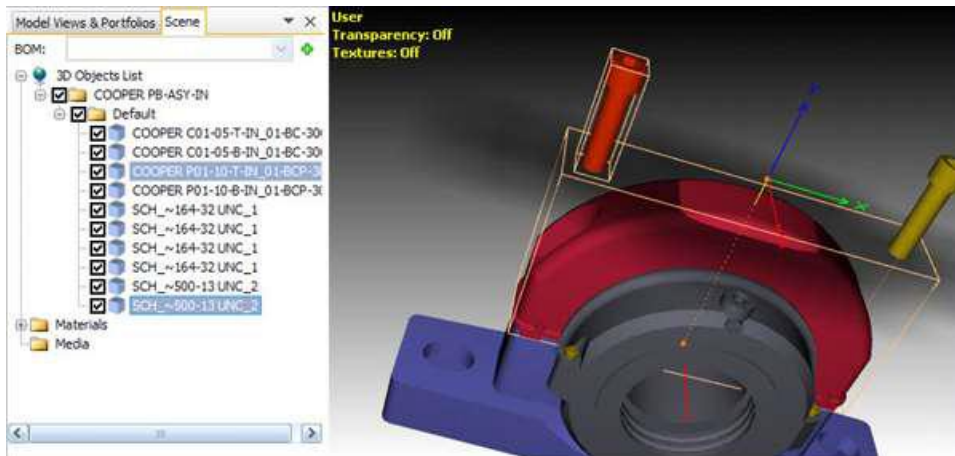 Model Views & Portfolios Scene
BOM:
3D Objects List
COOPER PB-ASY-IN
Default
COOPER C01-05-T-IN_01-BC-30
COOPER C01-05-B-IN_01-BC-30
COOPER P01-10-T-IN_01-BCP-3
COOPER P01-10-B-IN_01-BCP-30
SCH_~164-32 UNC_1
SCH_~164-32 UNC_1
SCH_~164-32 UNC_1
SCH_~164-32 UNC_1
SCH_~500-13 UNC_2
SCH_~500-13 UNC_2
Materials
Media
User
Transparency: Off
Textures: Off
X